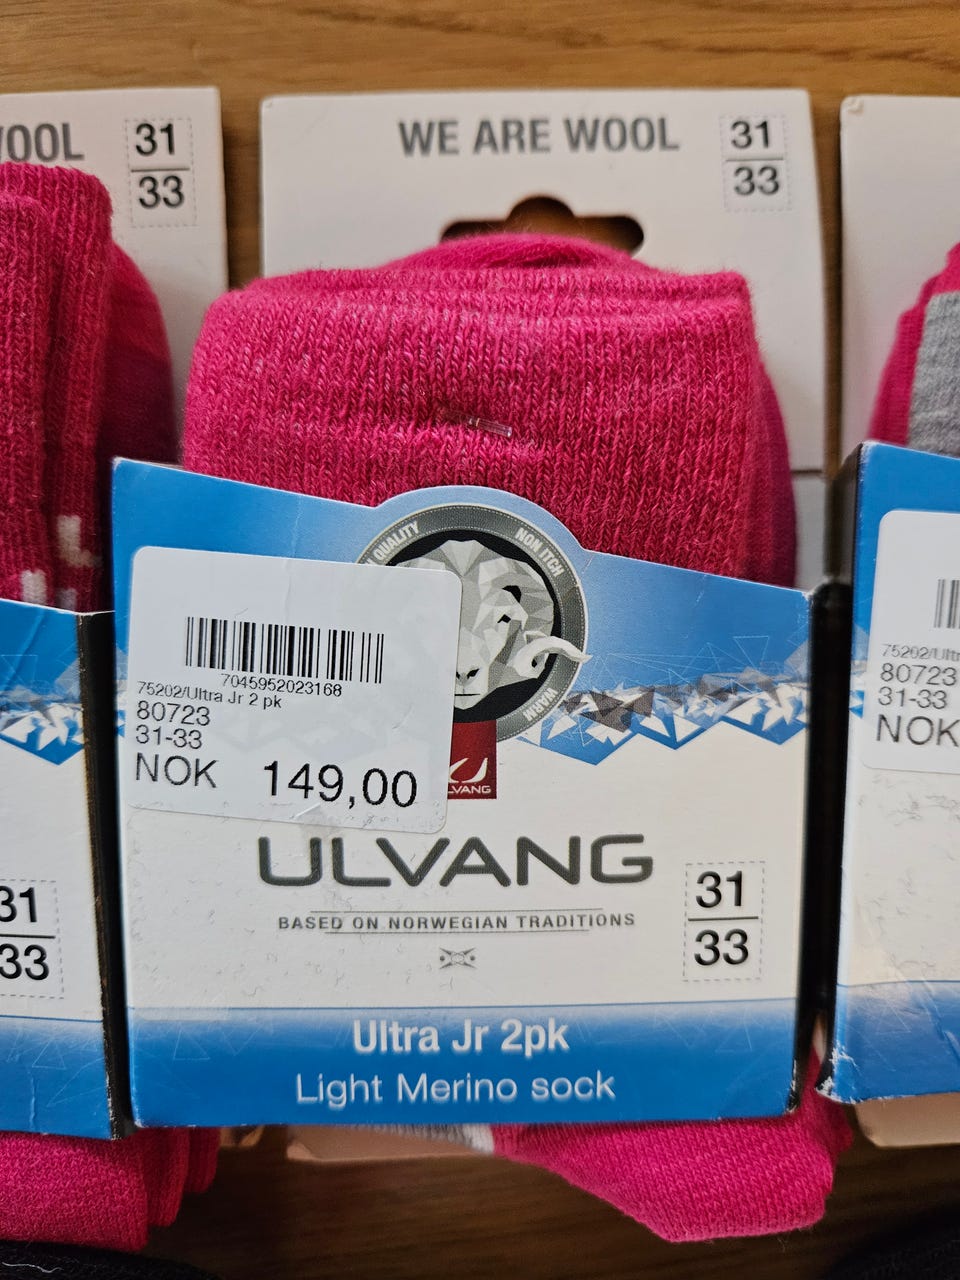 WOOL
31
33
WE ARE WOOL
31
33
QUALITY
NON ITCH
WARM
7045952023168
75202/Ultra Jr 2 pk
80723
31-33
NOK 149,00
ULVANG
BASED ON NORWEGIAN TRADITIONS
31
33
Ultra Jr 2pk
Light Merino sock
31
33
75202/Ultr
80723
31-33
NOK